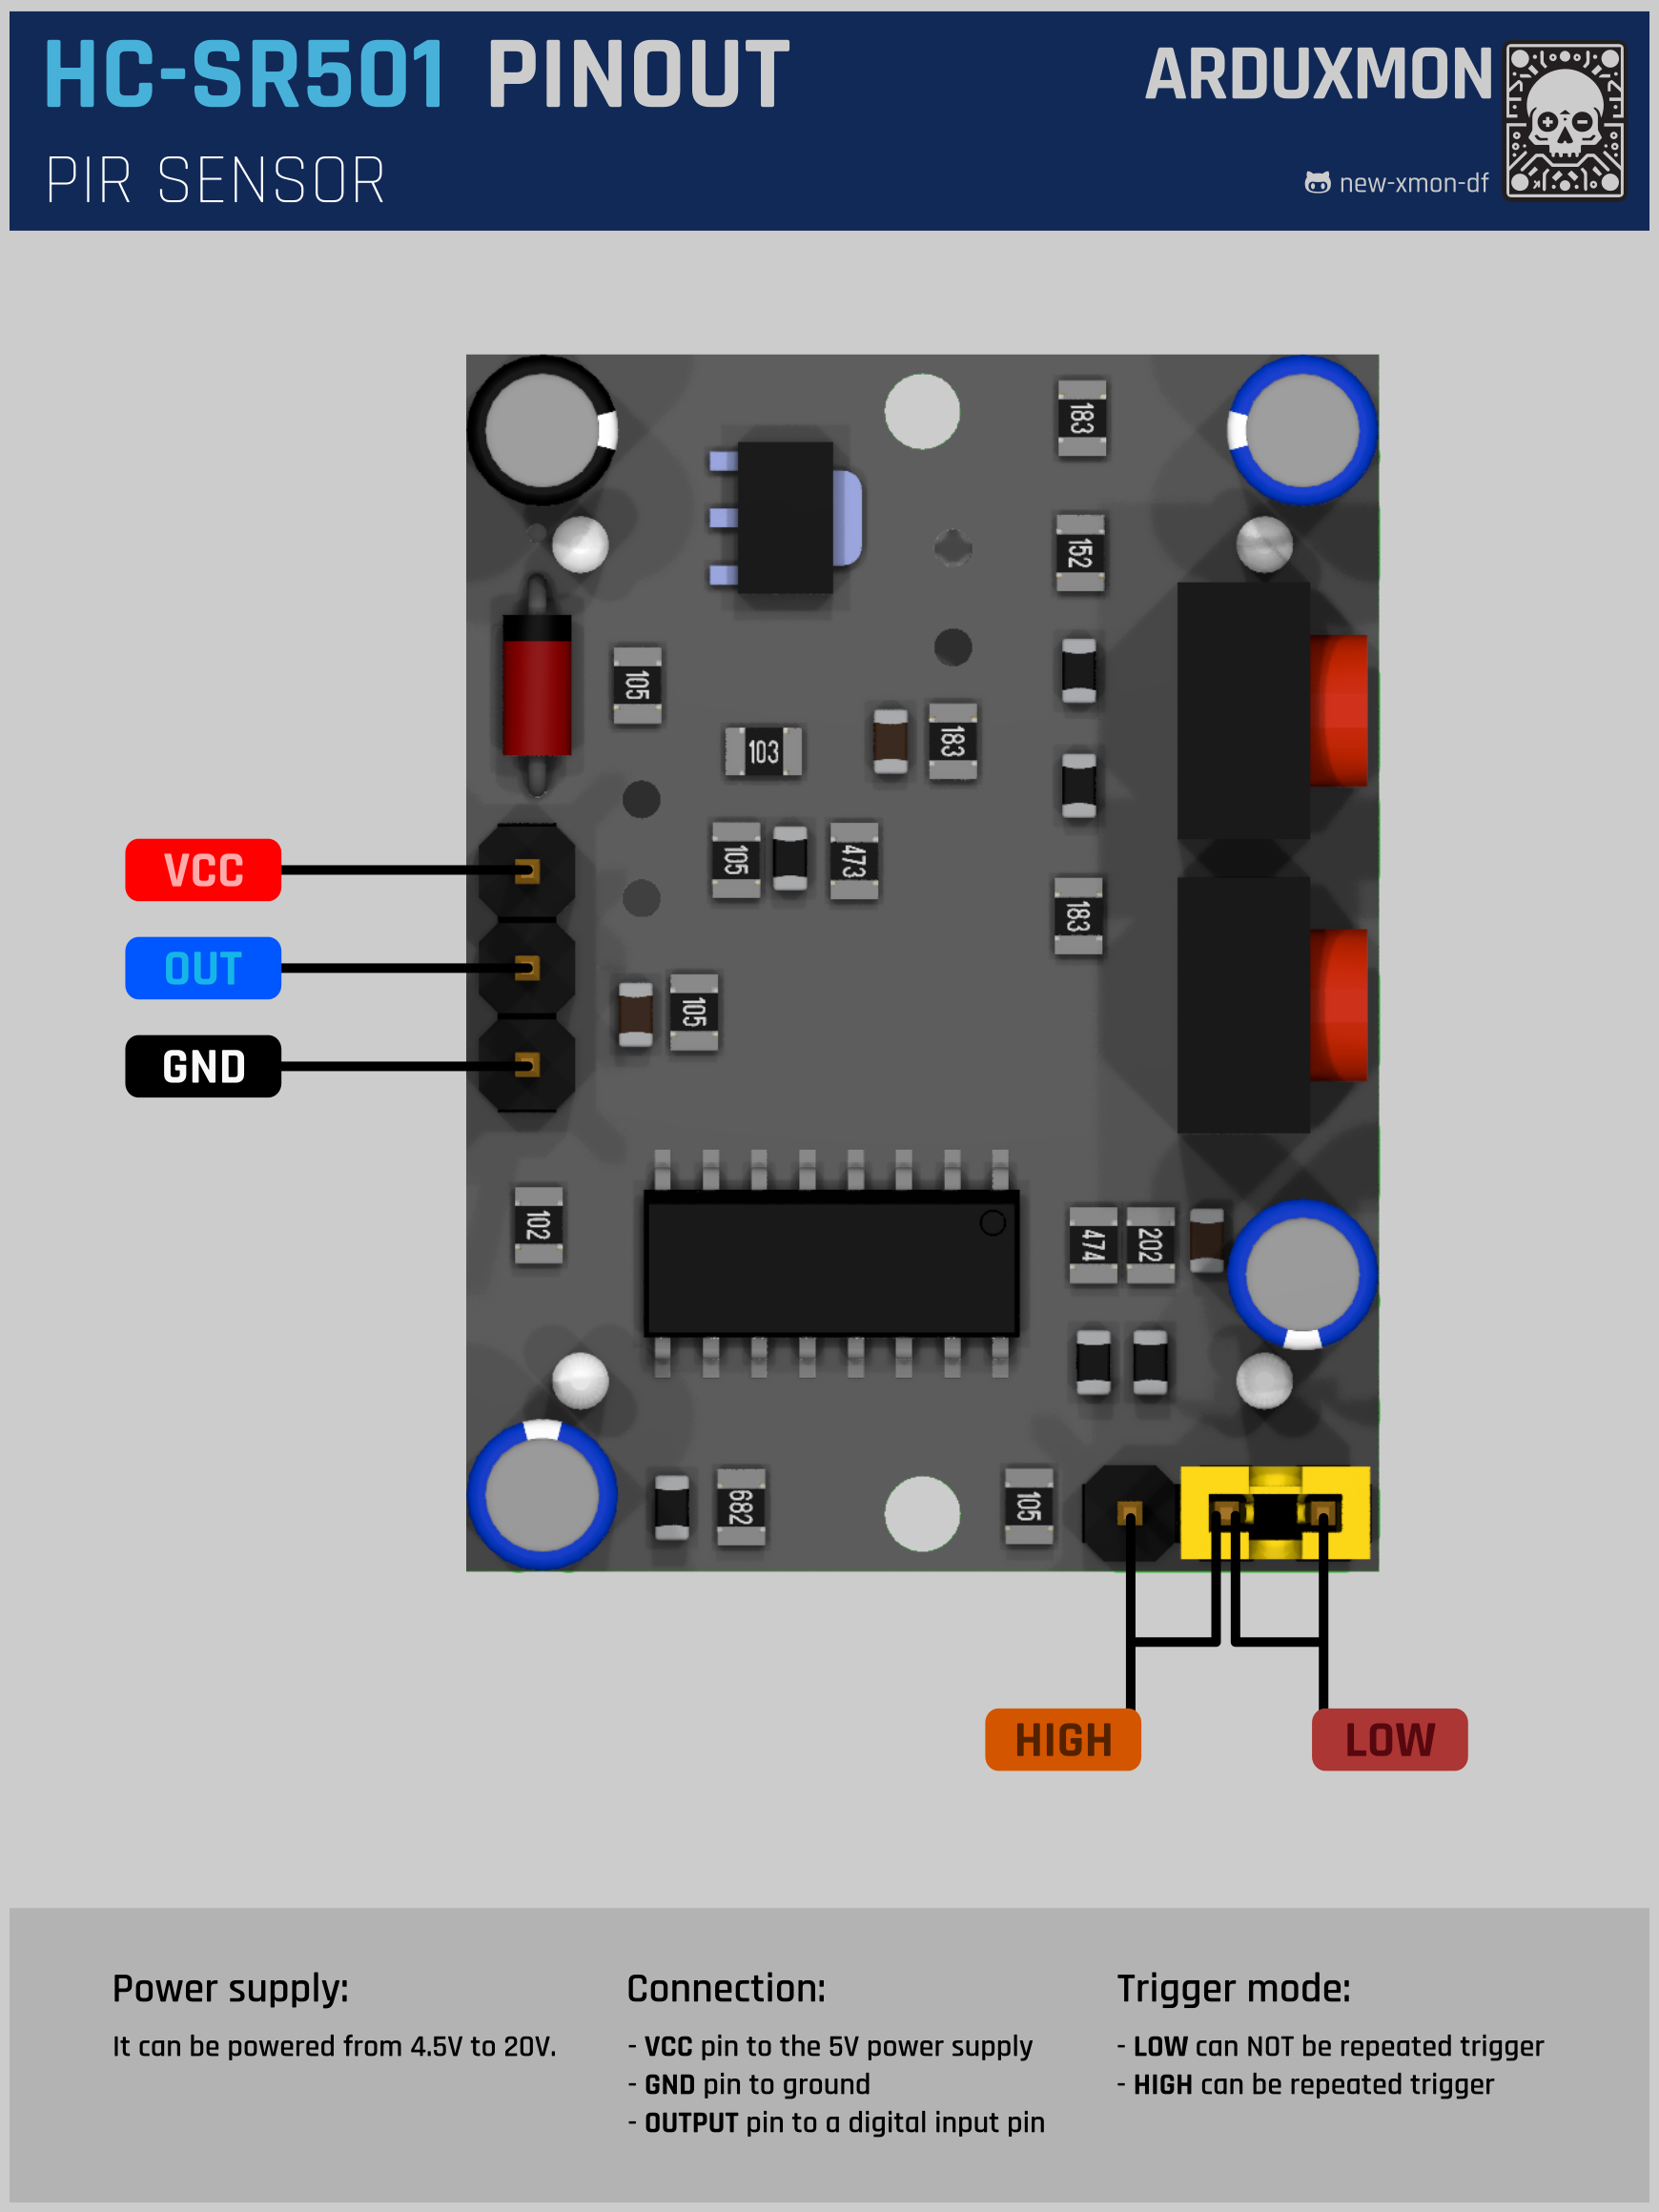 HC-SR501 PINOUT
ARDUXMON
PIR SENSOR
new-xmon-df
183
152
105
103
183
105
473
183
105
102
474
202
682
105
VCC
OUT
GND
HIGH
LOW
Power supply:
It can be powered from 4.5V to 20V.
Connection:
- VCC pin to the 5V power supply
- GND pin to ground
- OUTPUT pin to a digital input pin
Trigger mode:
- LOW can NOT be repeated trigger
- HIGH can be repeated trigger